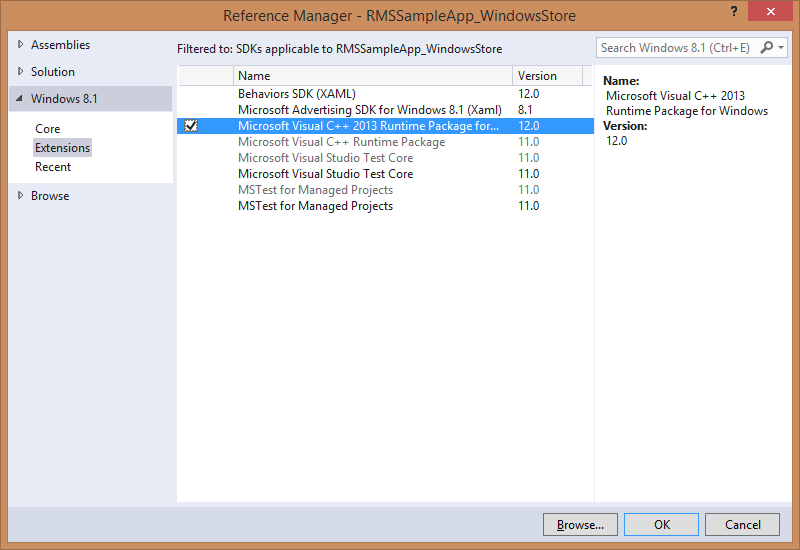 Reference Manager - RMSSampleApp_WindowsStore
?
Assemblies
Solution
Windows 8.1
Core
Extensions
Recent
Browse
Filtered to: SDKs applicable to RMSSampleApp_WindowsStore
Search Windows 8.1 (Ctrl+E)
Name Version
Behaviors SDK (XAML) 12.0
Microsoft Advertising SDK for Windows 8.1 (Xaml) 8.1
Microsoft Visual C++ 2013 Runtime Package for... 12.0
Microsoft Visual C++ Runtime Package 11.0
Microsoft Visual Studio Test Core 11.0
Microsoft Visual Studio Test Core 11.0
MSTest for Managed Projects 11.0
MSTest for Managed Projects 11.0
Name:
Microsoft Visual C++ 2013
Runtime Package for Windows
Version:
12.0
Browse...
OK
Cancel